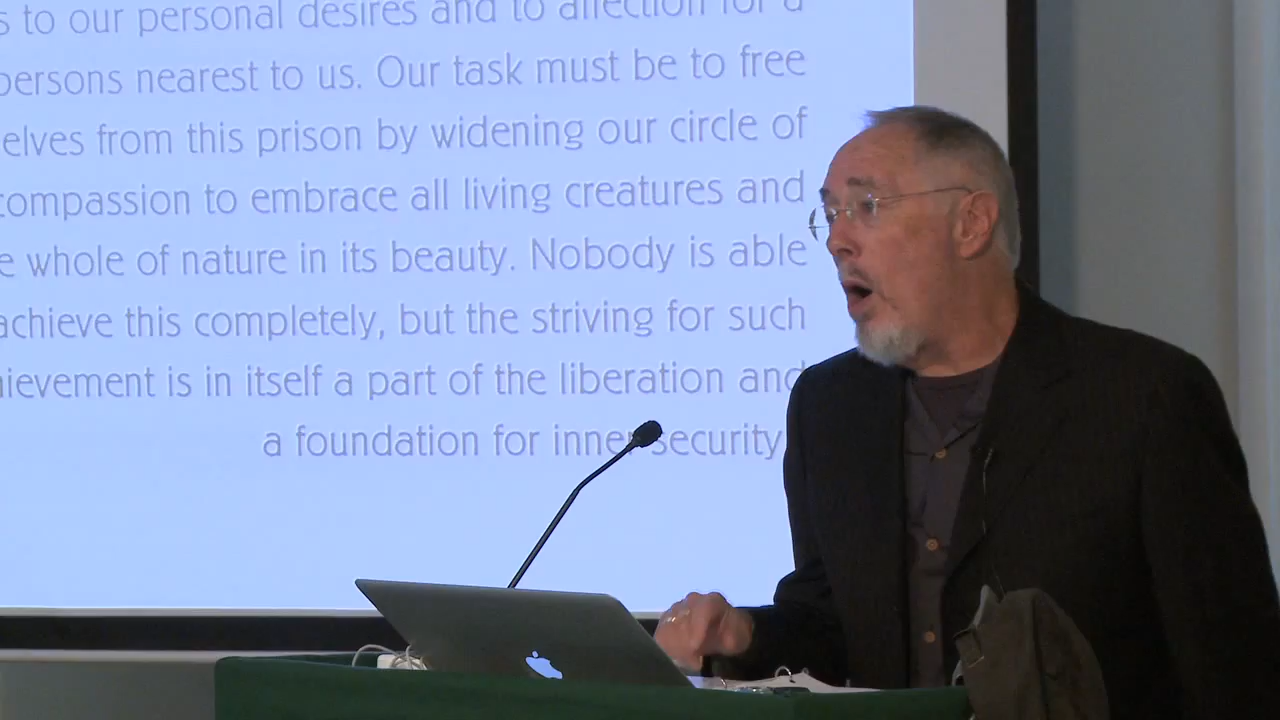 s to our personal desires and to affection for a
persons nearest to us. Our task must be to free
elves from this prison by widening our circle of
compassion to embrace all living creatures and
e whole of nature in its beauty. Nobody is able
achieve this completely, but the striving for such
hievement is in itself a part of the liberation and
a foundation for inner security